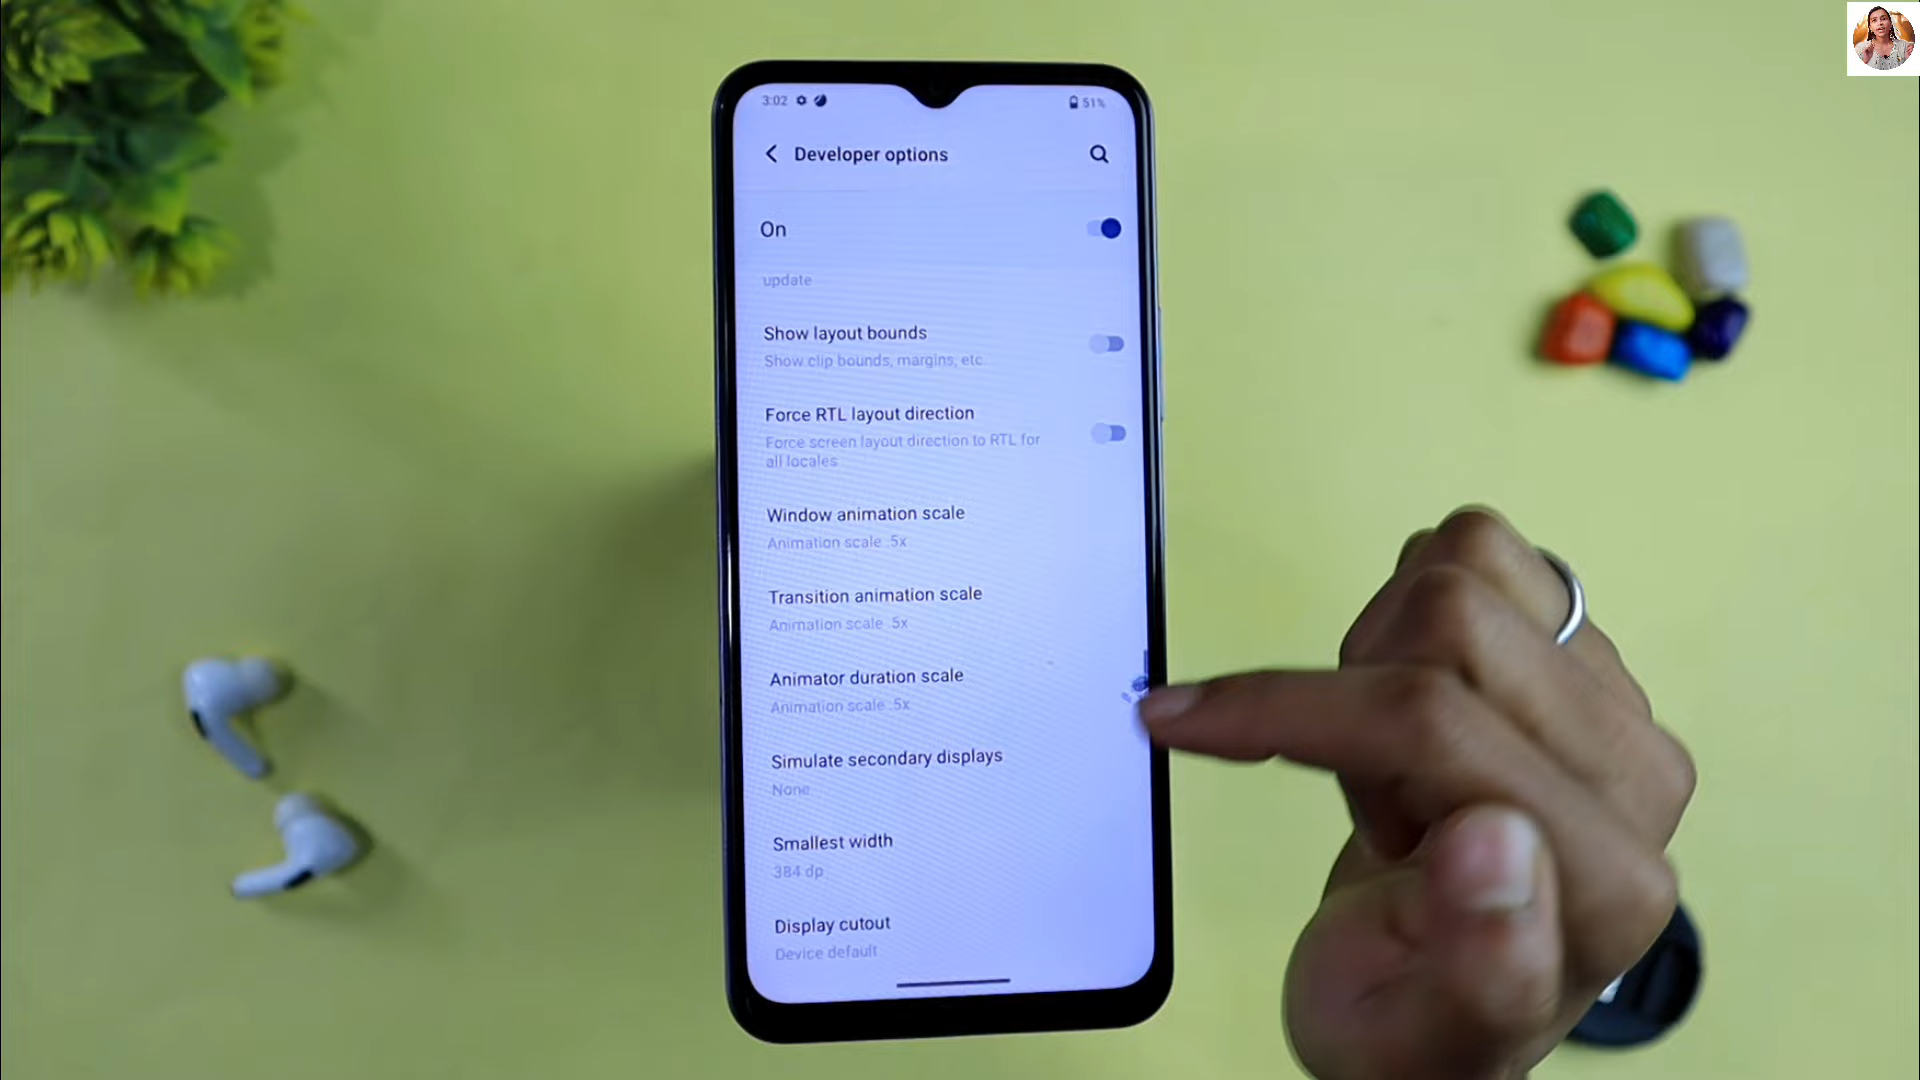 3:02
51%
Developer options
On
update
Show layout bounds
Show clip bounds, margins, etc.
Force RTL layout direction
Force screen layout direction to RTL for
all locales
Window animation scale
Animation scale .5x
Transition animation scale
Animation scale .5x
Animator duration scale
Animation scale .5x
Simulate secondary displays
None
Smallest width
384 dp
Display cutout
Device default